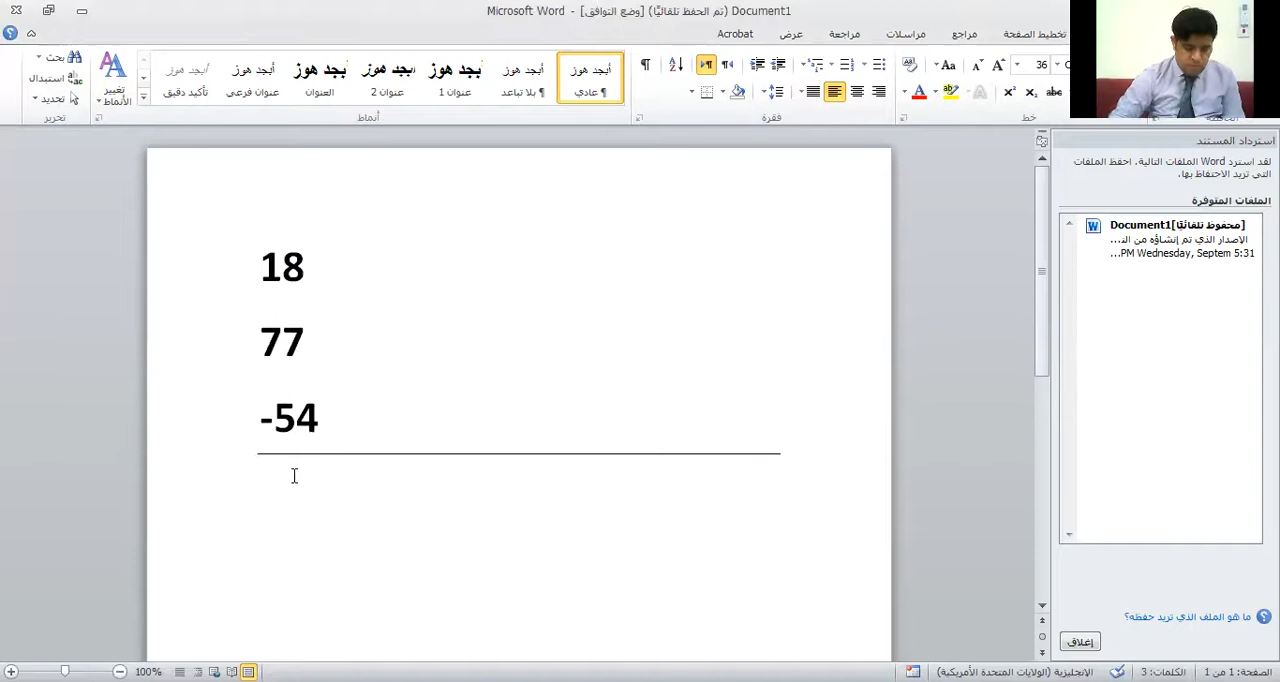 Document1 (تم الحفظ تلقائيًا) [وضع التوافق] - Microsoft Word
تخطيط الصفحة
مراجع
مراسلات
مراجعة
عرض
Acrobat
36
Aa
abc
أبجد هوز
¶ عادي
أبجد هوز
¶ بلا تباعد
أبجد هوز
عنوان 1
أبجد هوز
عنوان 2
أبجد هوز
العنوان
أبجد هوز
عنوان فرعي
أبجد هوز
تأكيد دقيق
تغيير
الأنماط
بحث
استبدال
تحديد
خط
فقرة
أنماط
تحرير
استرداد المستند
لقد استرد Word الملفات التالية. احفظ الملفات
التي تريد الاحتفاظ بها.
الملفات المتوفرة
Document1[محفوظ تلقائيًا]
الإصدار الذي تم إنشاؤه من الـ...
5:31 PM Wednesday, Septem...
ما هو الملف الذي تريد حفظه؟
إغلاق
18
77
-54
الصفحة: 1 من 1
الكلمات: 3
الإنجليزية (الولايات المتحدة الأمريكية)
100%